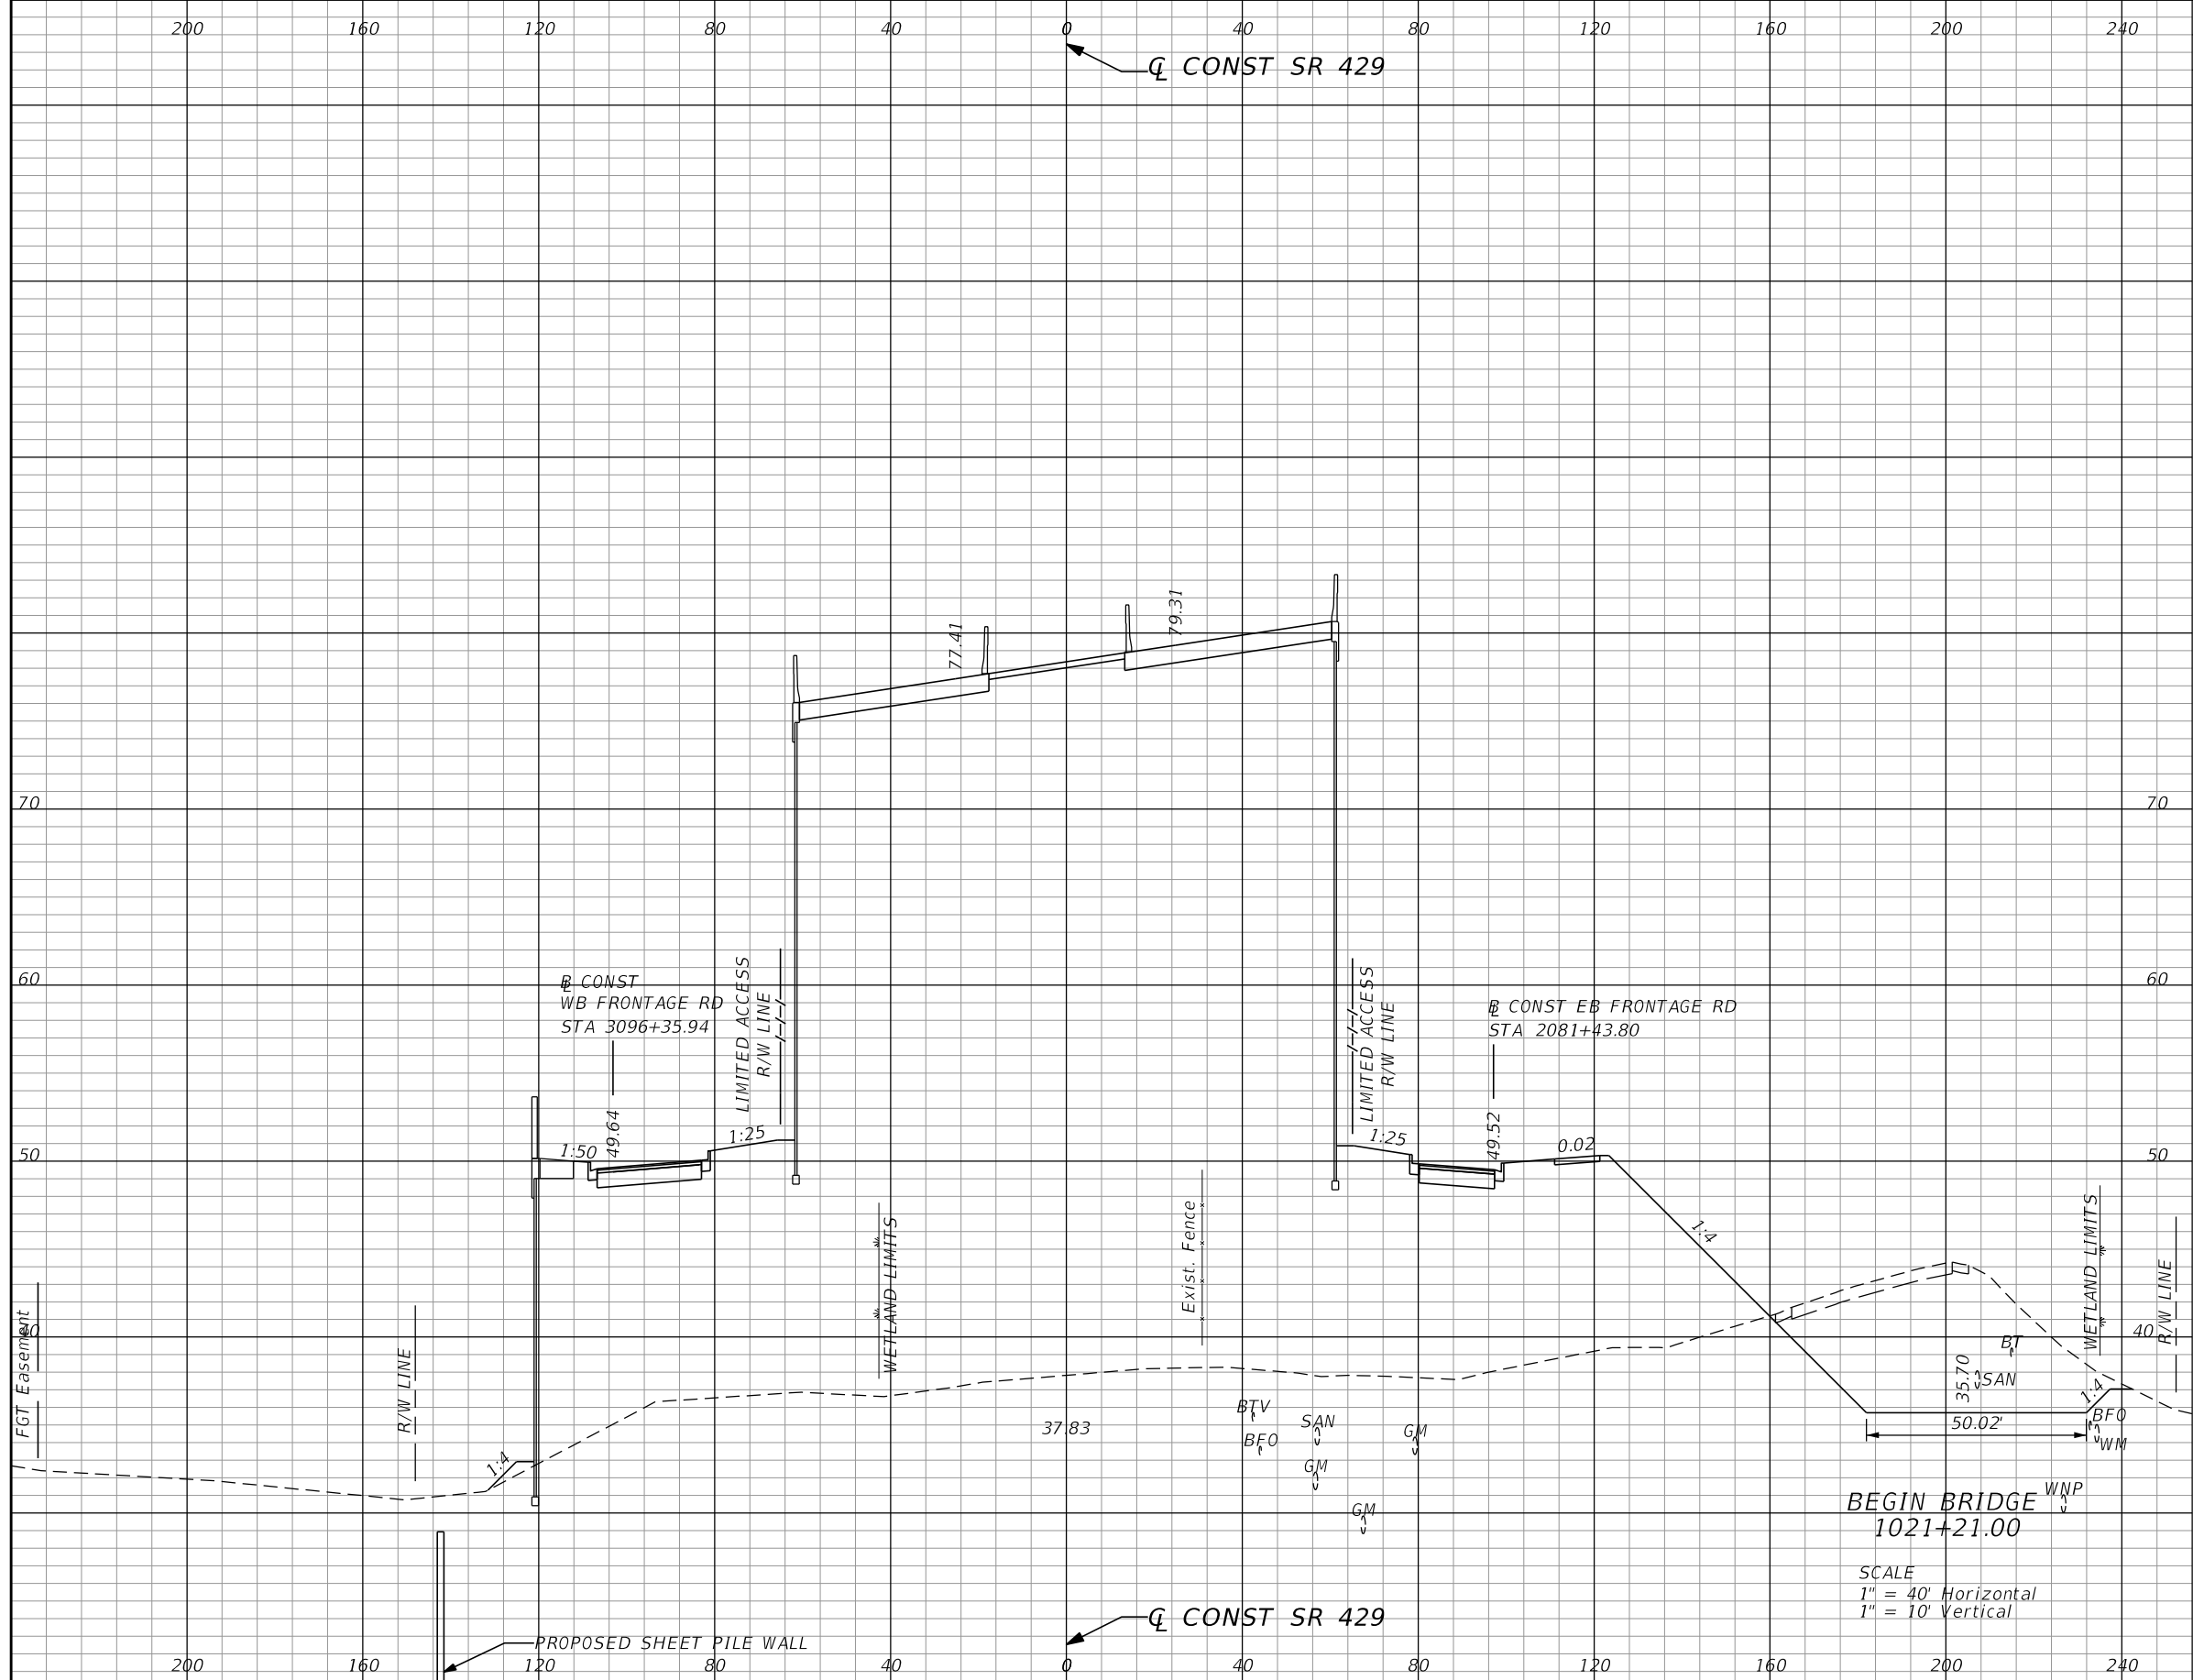 200 160 120 80 40 0 40 80 120 160 200 240
℄ CONST SR 429
79.31
77.41
70 70
60 60
BL CONST
WB FRONTAGE RD
STA 3096+35.94
LIMITED ACCESS
R/W LINE
LIMITED ACCESS
R/W LINE
BL CONST EB FRONTAGE RD
STA 2081+43.80
49.64
1:50
1:25
1:25
49.52
0.02
50 50
1:4
WETLAND LIMITS
Exist. Fence
WETLAND LIMITS
R/W LINE
FGT Easement
40 40
R/W LINE
BT
SAN
35.70
1:4
BTV
SAN
BFO
GM
37.83
BFO
50.02'
WM
1:4
GM
WNP
GM
BEGIN BRIDGE
1021+21.00
SCALE
1" = 40' Horizontal
1" = 10' Vertical
℄ CONST SR 429
PROPOSED SHEET PILE WALL
200 160 120 80 40 0 40 80 120 160 200 240